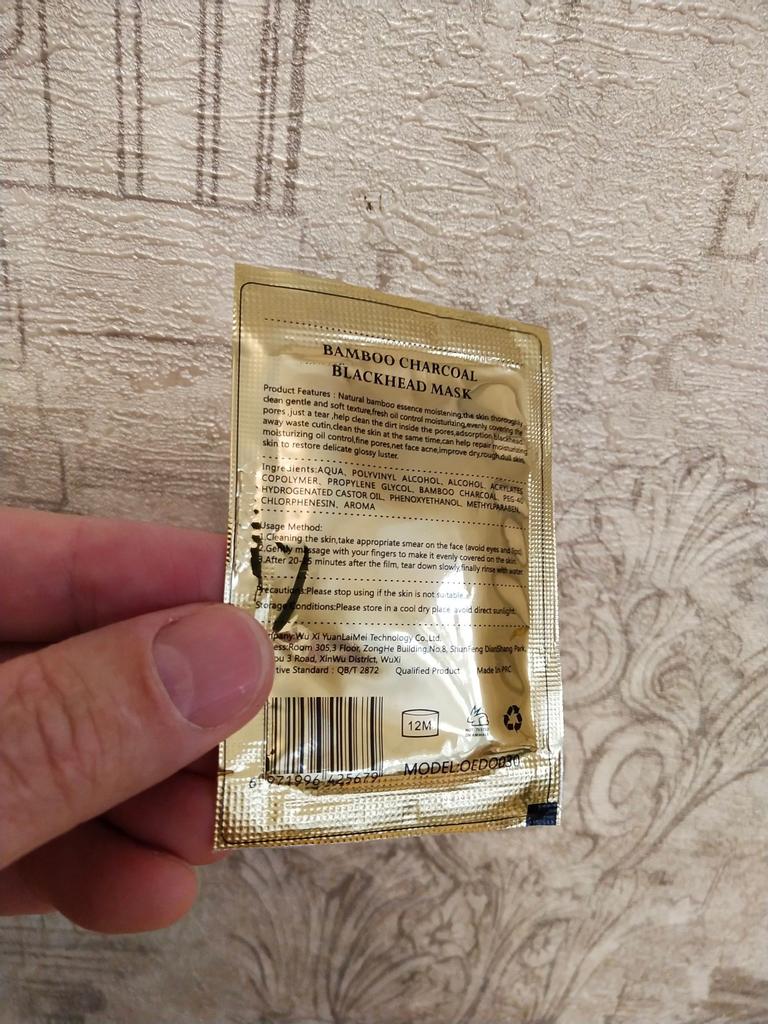 BAMBOO CHARCOAL
BLACKHEAD MASK
Product Features : Natural bamboo essence moistening,the skin thoroughly
clean gentle and soft texture,fresh oil control moisturizing,evenly covering the
pores ,just a tear ,help clean the dirt inside the pores,adsorption blackhead
away waste cutin,clean the skin at the same time,can help repair moisturizing
moisturizing oil control,fine pores,net face acne,improve dry,rough,dull skin,
skin to restore delicate glossy luster.
Ingredients:AQUA, POLYVINYL ALCOHOL, ALCOHOL, ACRYLATES
COPOLYMER, PROPYLENE GLYCOL, BAMBOO CHARCOAL, PEG-40
HYDROGENATED CASTOR OIL, PHENOXYETHANOL, METHYLPARABEN,
CHLORPHENESIN, AROMA
Usage Method:
1.Cleaning the skin,take appropriate smear on the face (avoid eyes and lips)
2.Gently massage with your fingers to make it evenly covered on the skin
3.After 20- minutes after the film, tear down slowly,finally rinse with water
Precautions:Please stop using if the skin is not suitable
Storage Conditions:Please store in a cool dry place avoid direct sunlight
Wu Xi YuanLaiMei Technology Co.,Ltd.
Room 305,3 Floor, ZongHe Building,No.8, ShunFeng DianShang Park,
3 Road, XinWu District, WuXi
Standard : QB/T 2872 Qualified Product Made In PRC
12M
6 971996 425679
MODEL:OEDO030